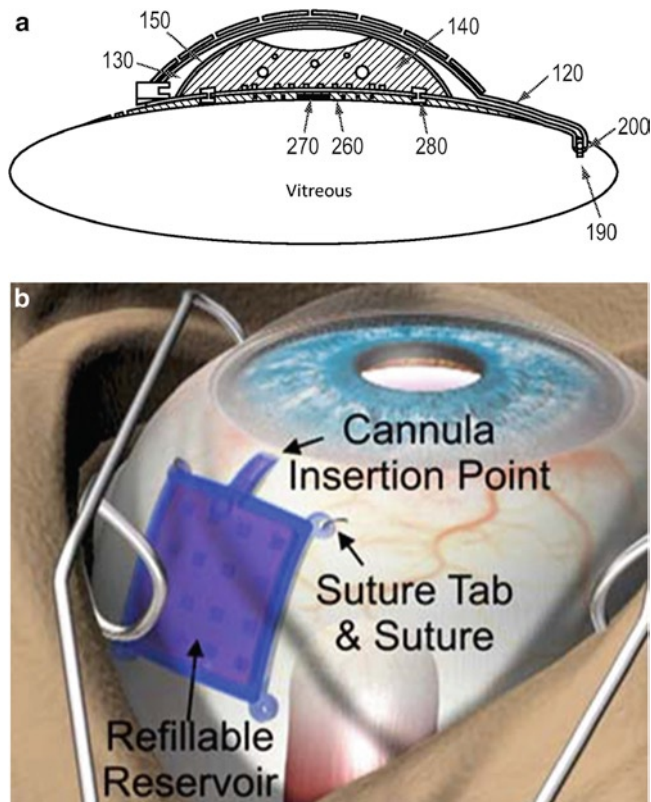 a
150
140
130
120
200
270 260 280
Vitreous
190
b
Cannula
Insertion Point
Suture Tab
& Suture
Refillable
Reservoir